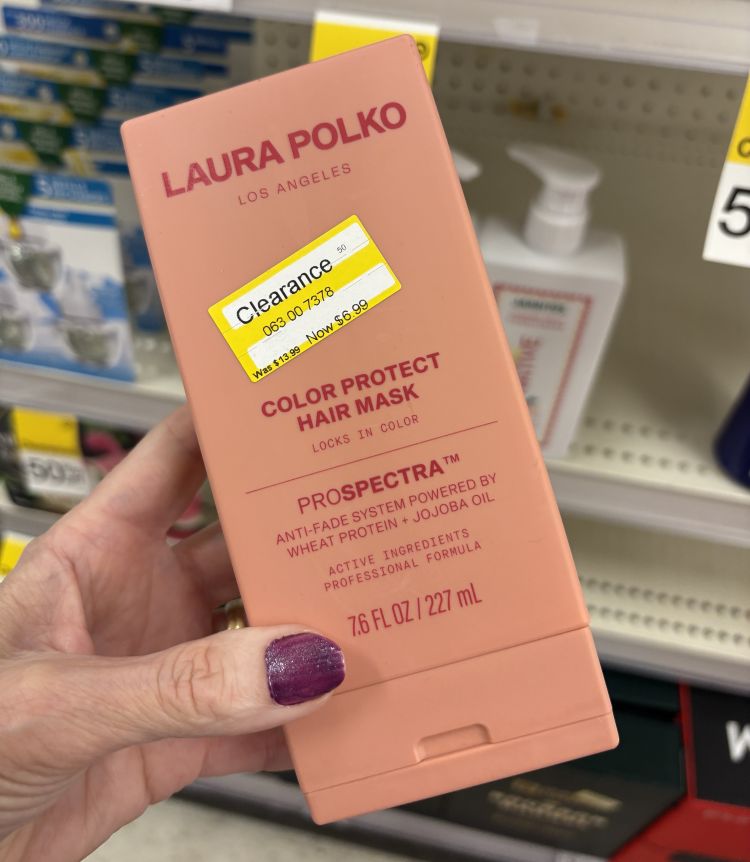 LAURA POLKO
LOS ANGELES
Clearance
50
063 00 7378
Was $13.99 Now $6.99
COLOR PROTECT
HAIR MASK
LOCKS IN COLOR
PROSPECTRA™
ANTI-FADE SYSTEM POWERED BY
WHEAT PROTEIN + JOJOBA OIL
ACTIVE INGREDIENTS
PROFESSIONAL FORMULA
7.6 FL OZ / 227 mL
50
5
W